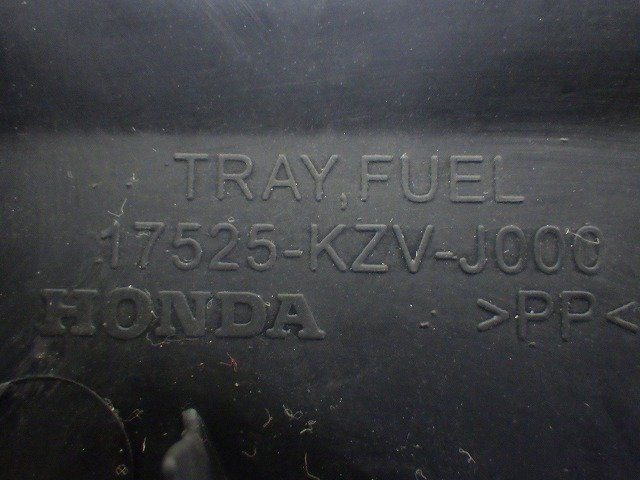 TRAY, FUEL
17525-KZV-J000
HONDA >PP<